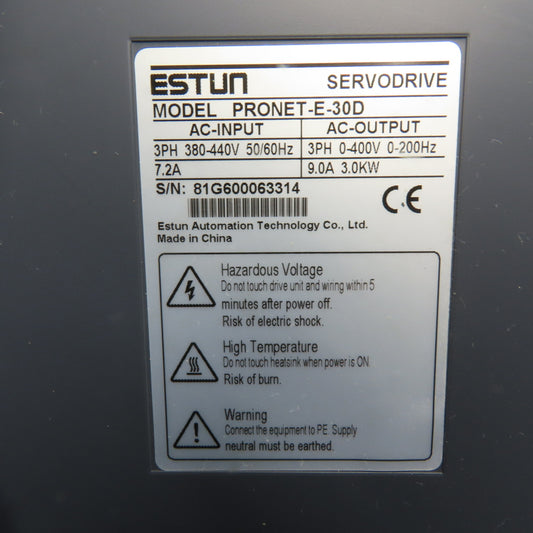 ESTUN SERVODRIVE
MODEL PRONET-E-30D
AC-INPUT AC-OUTPUT
3PH 380-440V 50/60Hz 3PH 0-400V 0-200Hz
7.2A 9.0A 3.0KW
S/N: 81G600063314
CE
Estun Automation Technology Co., Ltd.
Made in China
Hazardous Voltage
Do not touch drive unit and wiring within 5
minutes after power off.
Risk of electric shock.
High Temperature
Do not touch heatsink when power is ON.
Risk of burn.
Warning
Connect the equipment to PE. Supply
neutral must be earthed.